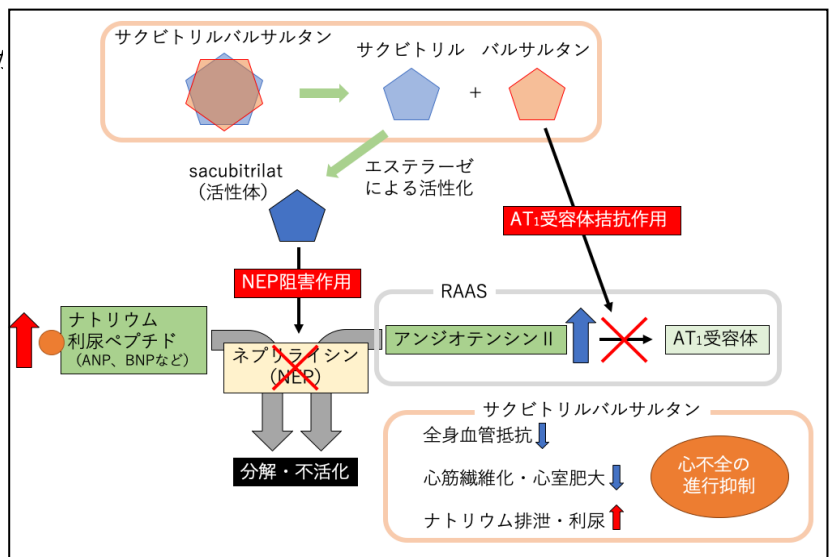 サクビトリルバルサルタン
サクビトリル
バルサルタン
+
sacubitrilat
(活性体)
エステラーゼ
による活性化
AT₁受容体拮抗作用
NEP阻害作用
RAAS
ナトリウム
利尿ペプチド
(ANP、BNPなど)
ネプリライシン
(NEP)
アンジオテンシンⅡ
AT₁受容体
分解・不活化
サクビトリルバルサルタン
全身血管抵抗
心筋繊維化・心室肥大
ナトリウム排泄・利尿
心不全の
進行抑制